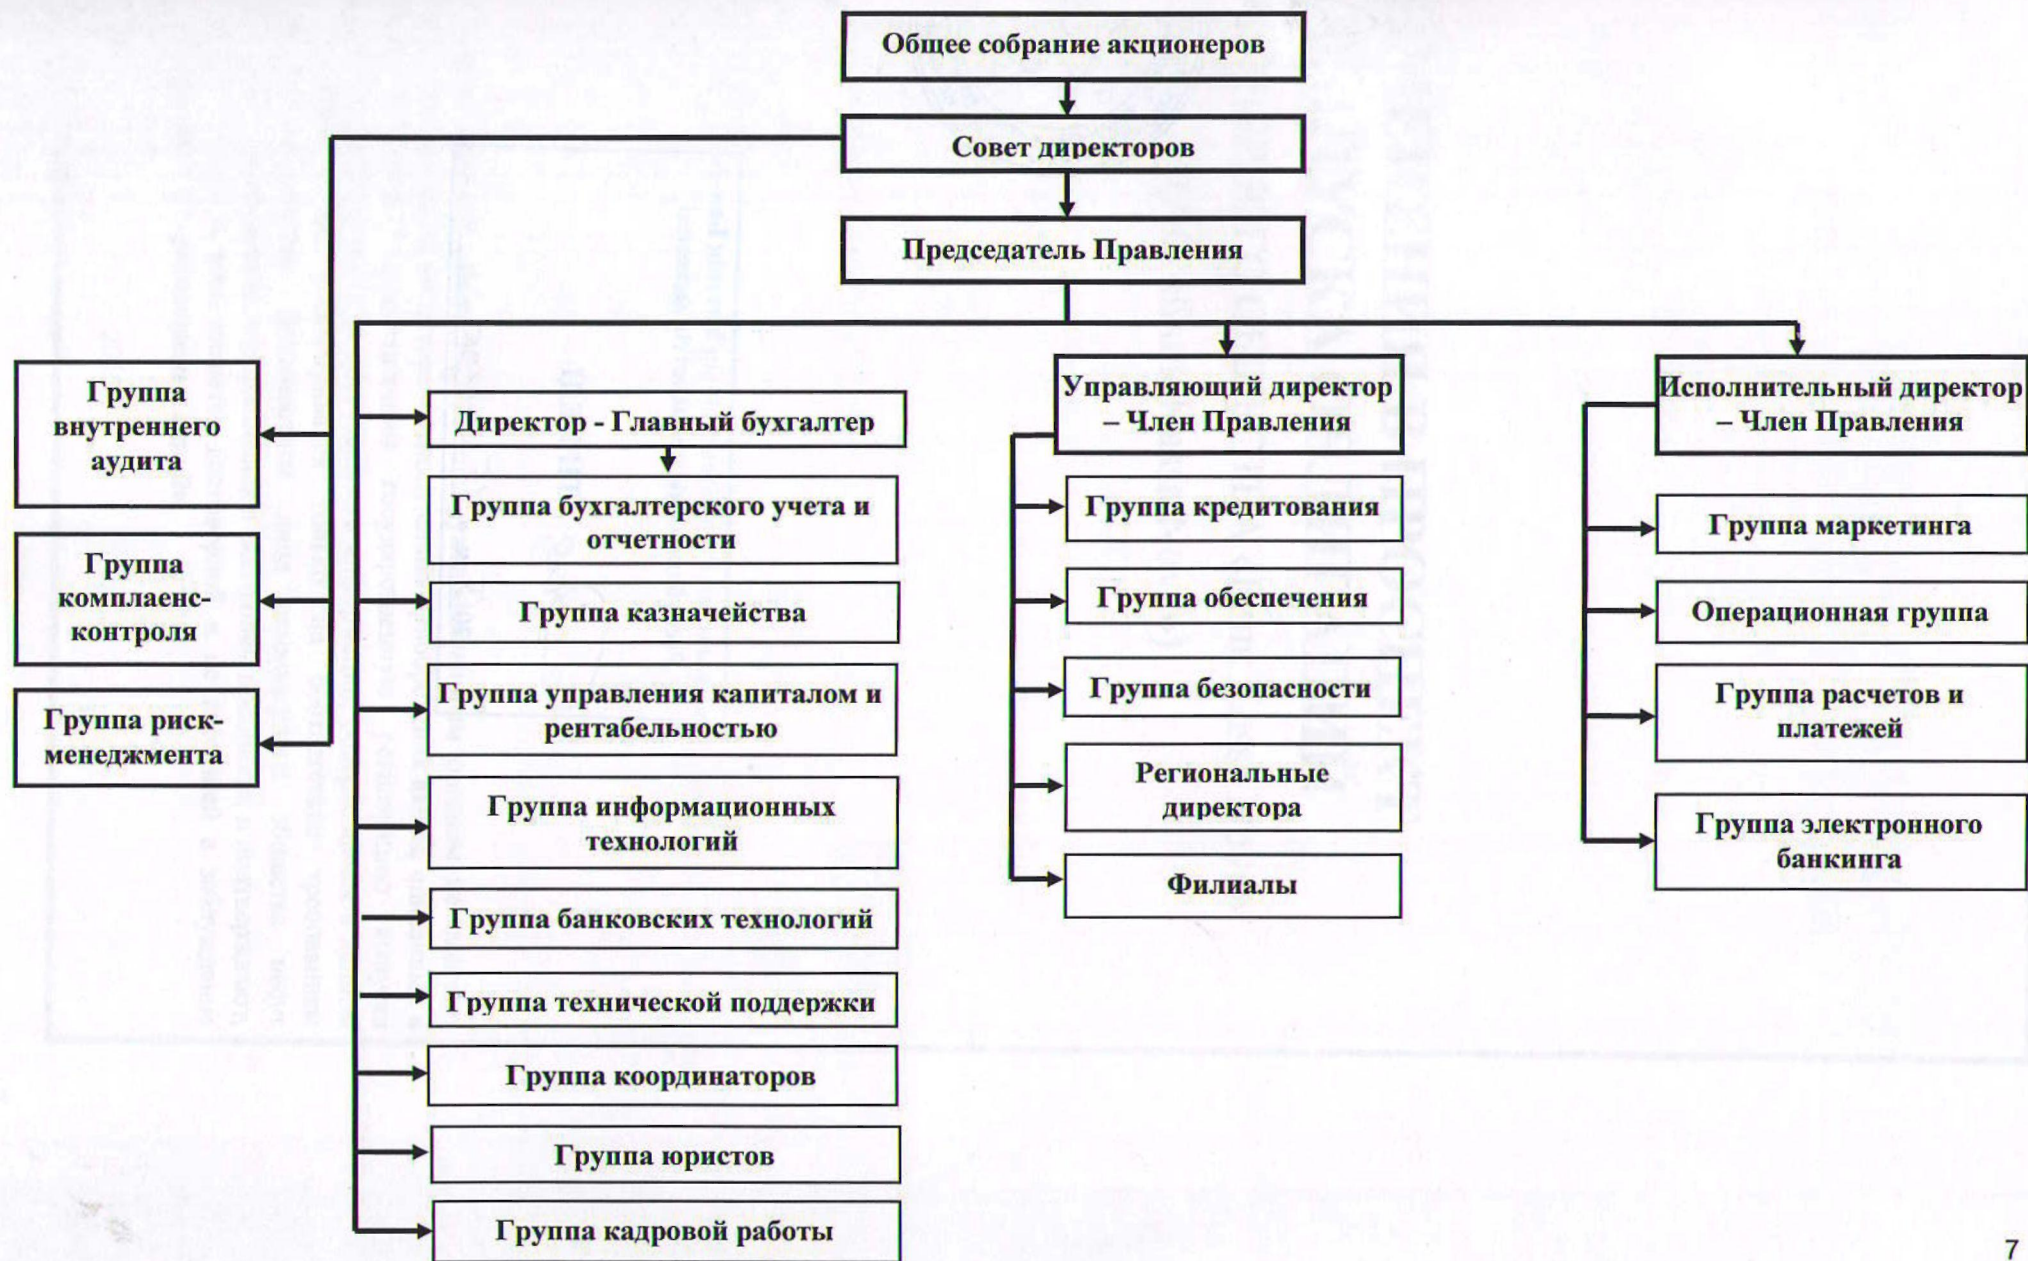 Общее собрание акционеров
Совет директоров
Председатель Правления
Группа
внутреннего
аудита
Группа
комплаенс-
контроля
Группа риск-
менеджмента
Директор - Главный бухгалтер
Группа бухгалтерского учета и
отчетности
Группа казначейства
Группа управления капиталом и
рентабельностью
Группа информационных
технологий
Группа банковских технологий
Группа технической поддержки
Группа координаторов
Группа юристов
Группа кадровой работы
Управляющий директор
– Член Правления
Группа кредитования
Группа обеспечения
Группа безопасности
Региональные
директора
Филиалы
Исполнительный директор
– Член Правления
Группа маркетинга
Операционная группа
Группа расчетов и
платежей
Группа электронного
банкинга
7